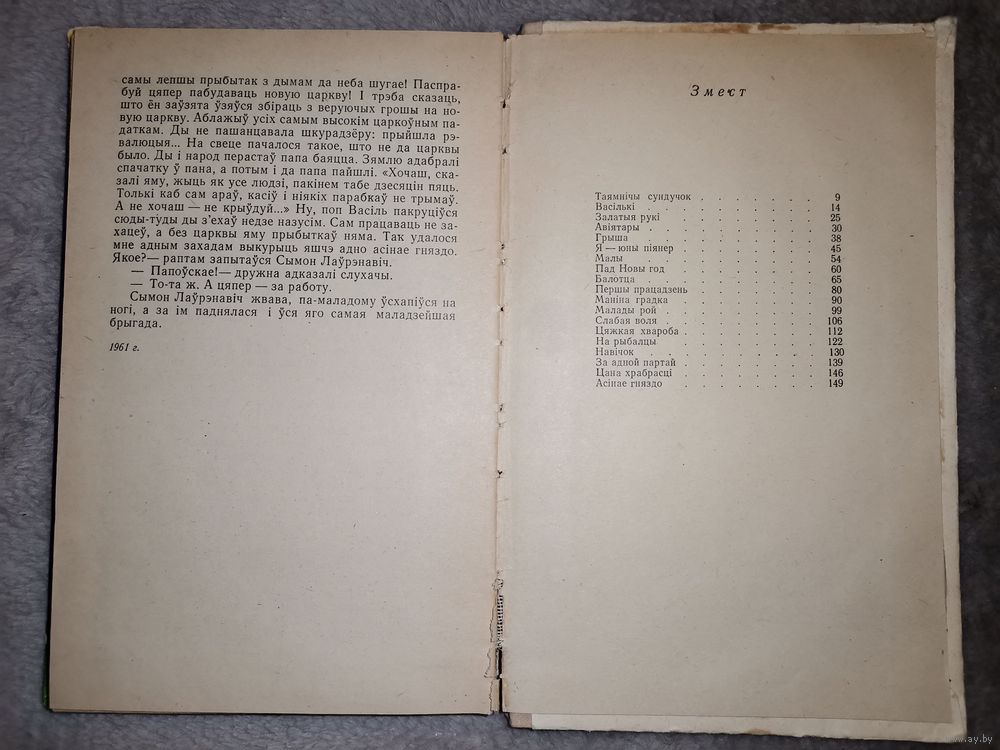 самы лепшы прыбытак з дымам да неба шугае! Паспра-
буй цяпер пабудаваць новую царкву! І трэба сказаць,
што ён заўзята ўзяўся збіраць з веруючых грошы на но-
вую царкву. Аблажыў усіх самым высокім царкоўным па-
даткам. Ды не пашанцавала шкурадзёру: прыйшла рэ-
валюцыя... На свеце пачалося такое, што не да царквы
было. Ды і народ перастаў папа баяцца. Зямлю адабралі
спачатку ў пана, а потым і да папа пайшлі. «Хочаш, ска-
залі яму, жыць як усе людзі, пакінем табе дзесяцін пяць.
Толькі каб сам араў, касіў і ніякіх парабкаў не трымаў.
А не хочаш — не крыўдуй...» Ну, поп Васіль пакруціўся
сюды-туды ды з'ехаў недзе назусім. Сам працаваць не за-
хацеў, а без царквы яму прыбыткаў няма. Так удалося
мне адным захадам выкурыць яшчэ адно асінае гняздо.
Якое?— раптам запытаўся Сымон Лаўрэнавіч.
— Папоўскае!— дружна адказалі слухачы.
— То-та ж. А цяпер — за работу.
Сымон Лаўрэнавіч жвава, па-маладому ўсхапіўся на
ногі, а за ім паднялася і ўся яго самая маладзейшая
брыгада.
1961 г.
Змест
Таямнічы сундучок . . . . . . 9
Васількі . . . . . . . . 14
Залатыя рукі . . . . . . . 25
Авіятары . . . . . . . . 30
Грыша . . . . . . . . 38
Я — юны піянер . . . . . . . 45
Малы . . . . . . . . 54
Пад Новы год . . . . . . . 60
Балотца . . . . . . . . 65
Першы працадзень . . . . . . 80
Маніна градка . . . . . . . 90
Малады рой . . . . . . . 99
Слабая воля . . . . . . . 106
Цяжкая хвароба . . . . . . . 112
На рыбалцы . . . . . . . 122
Навічок . . . . . . . . 130
За адной партай . . . . . . 139
Цана храбрасці . . . . . . . 146
Асінае гняздо . . . . . . . 149
www.ay.by